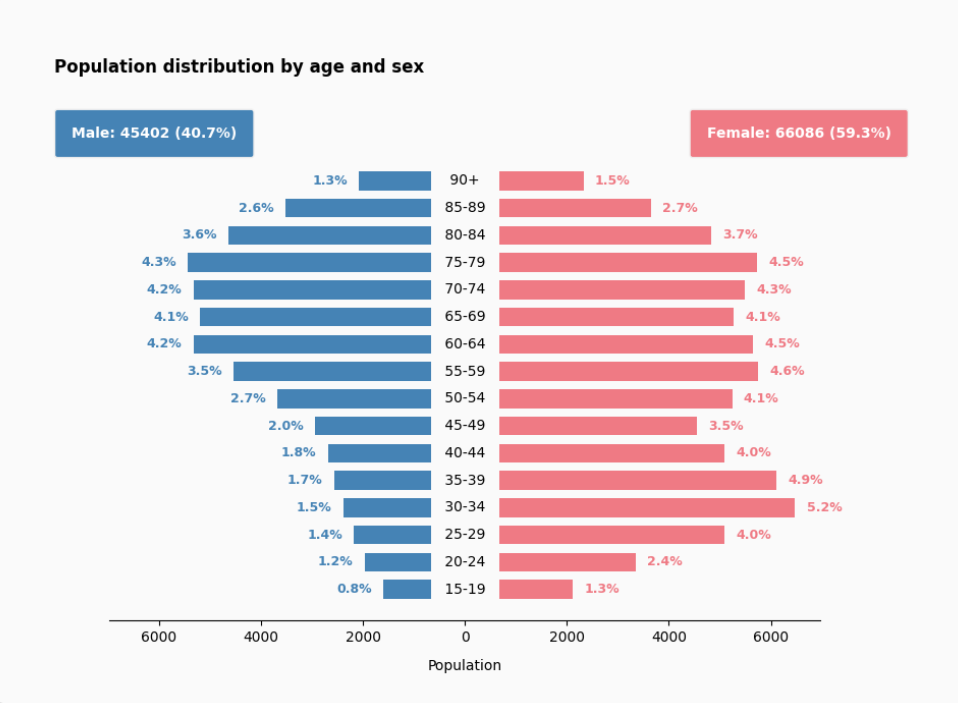 Population distribution by age and sex
Male: 45402 (40.7%) Female: 66086 (59.3%)
1.3% 90+ 1.5%
2.6% 85-89 2.7%
3.6% 80-84 3.7%
4.3% 75-79 4.5%
4.2% 70-74 4.3%
4.1% 65-69 4.1%
4.2% 60-64 4.5%
3.5% 55-59 4.6%
2.7% 50-54 4.1%
2.0% 45-49 3.5%
1.8% 40-44 4.0%
1.7% 35-39 4.9%
1.5% 30-34 5.2%
1.4% 25-29 4.0%
1.2% 20-24 2.4%
0.8% 15-19 1.3%
6000 4000 2000 0 2000 4000 6000
Population